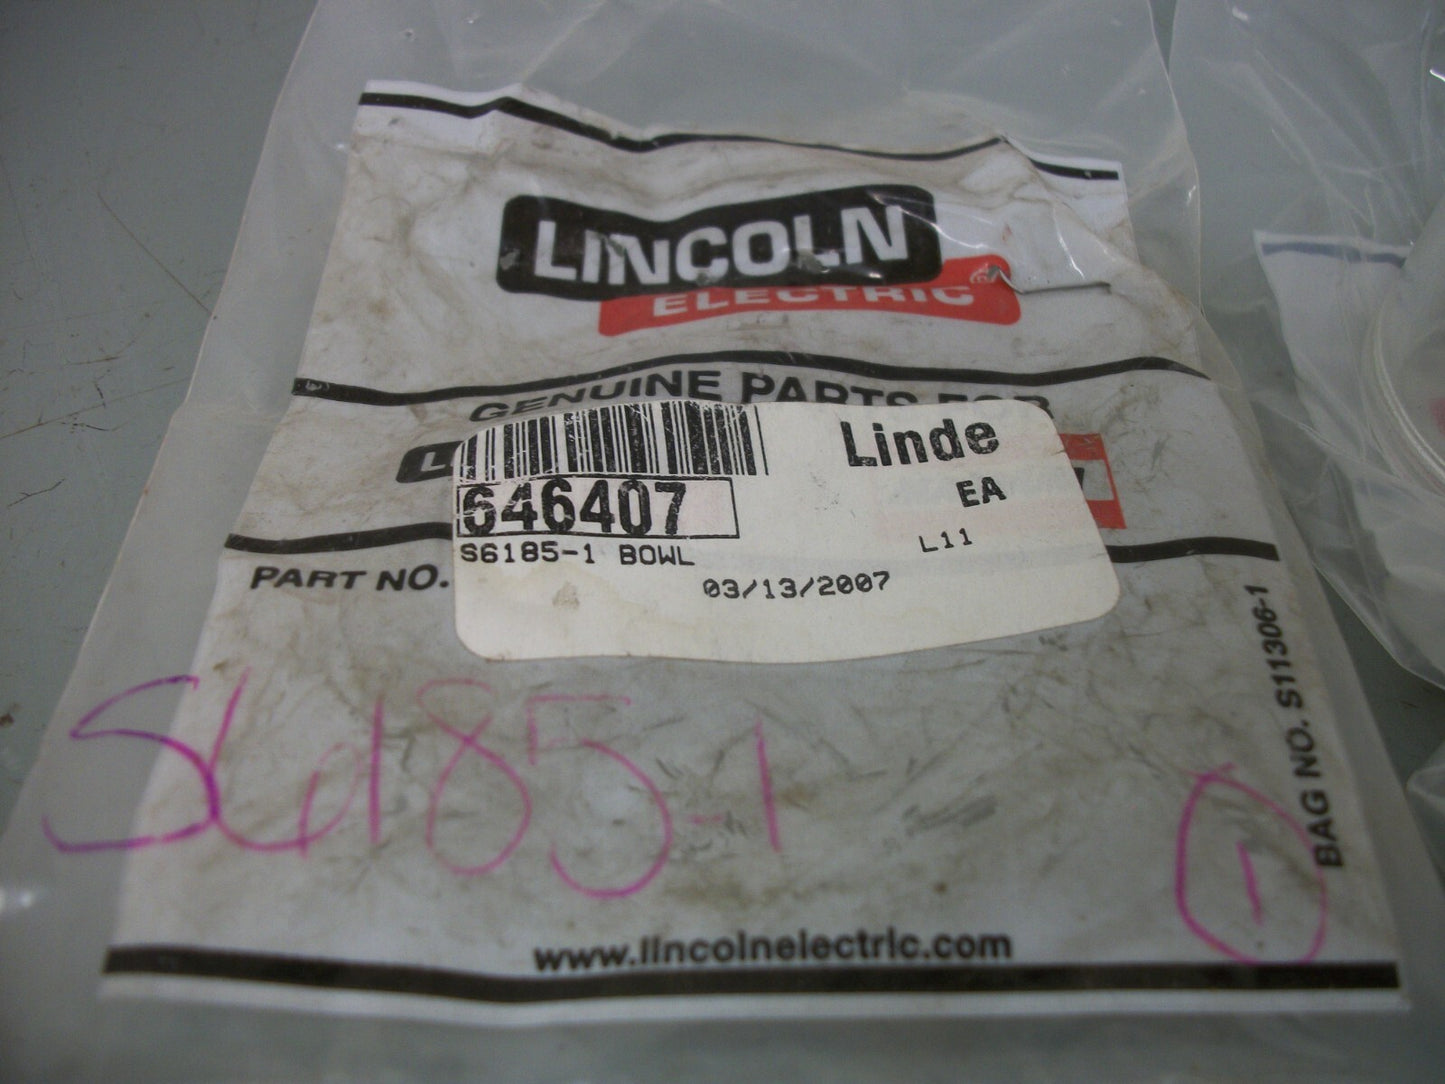 LINCOLN
ELECTRIC
GENUINE PARTS FOR
Linde
646407
EA
S6185-1 BOWL
L11
03/13/2007
PART NO.
S6185-1
1
BAG NO. S11306-1
www.lincolnelectric.com